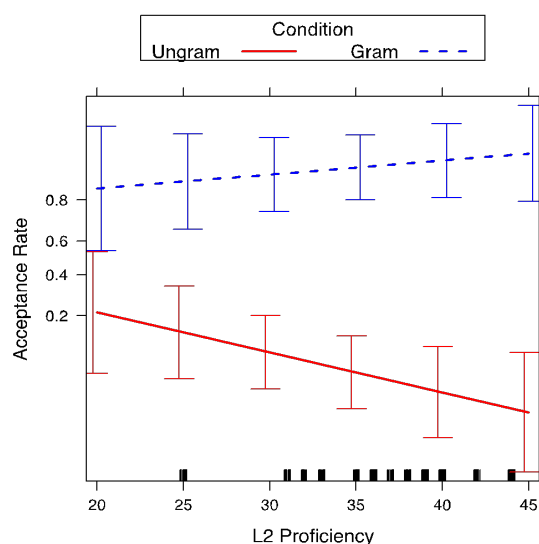 Condition
Ungram Gram
Acceptance Rate
0.8
0.6
0.4
0.2
20 25 30 35 40 45
L2 Proficiency